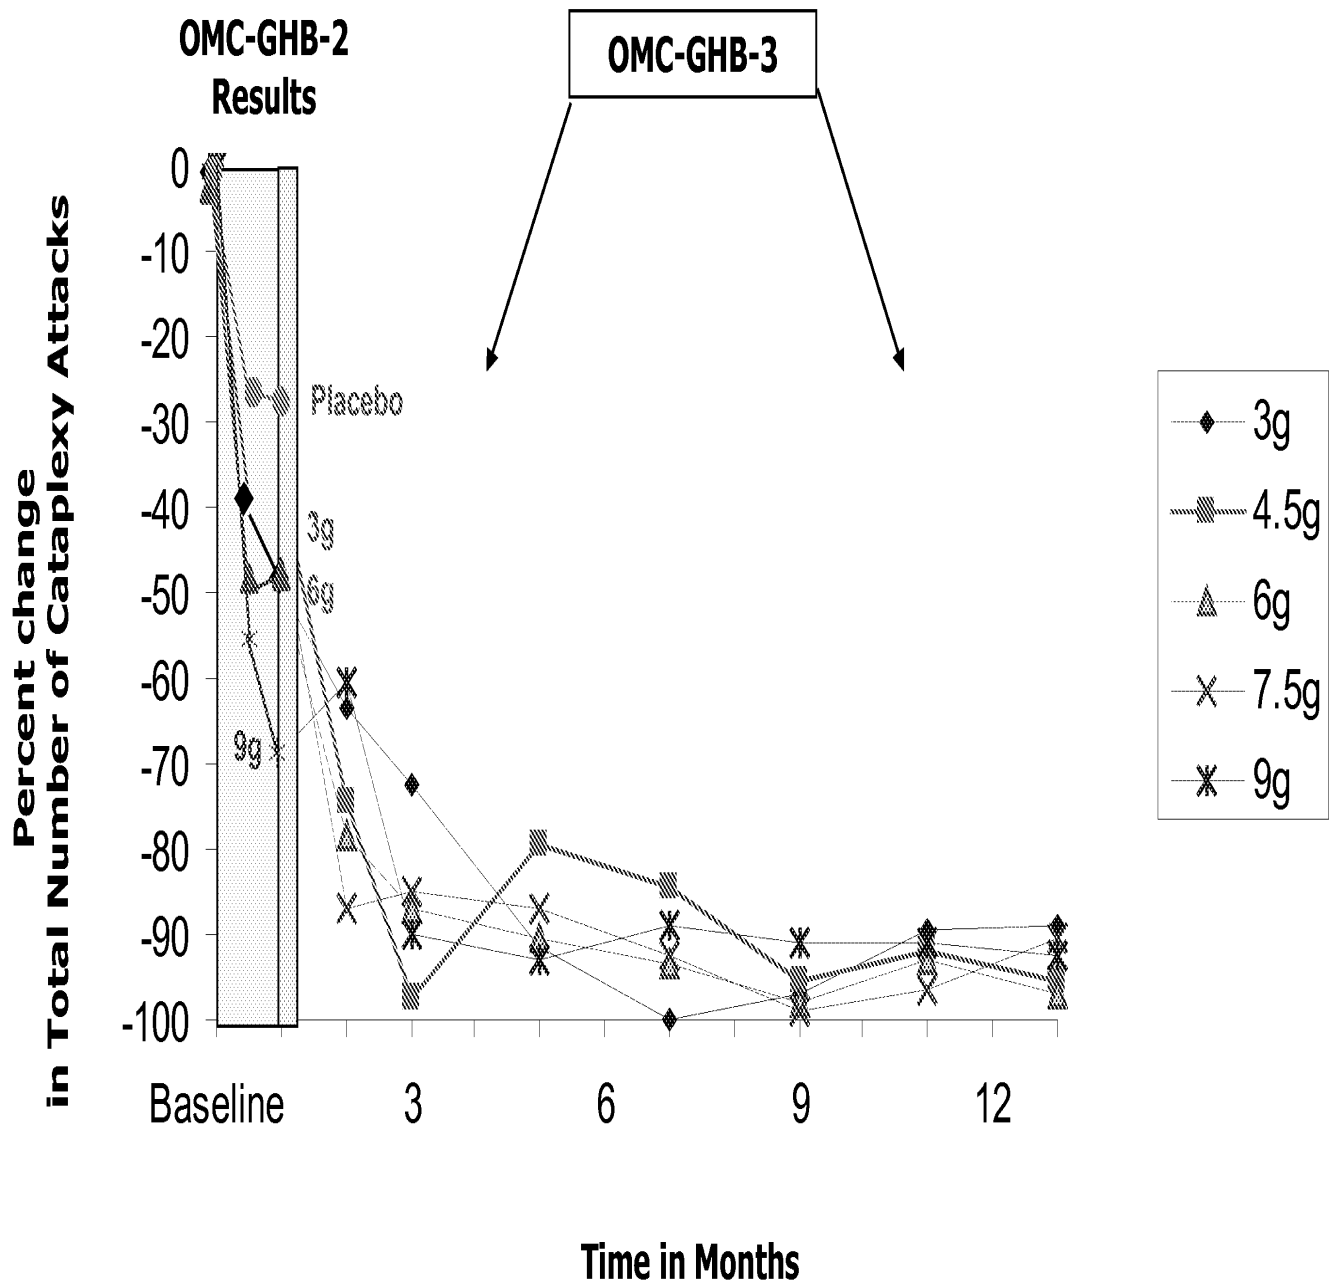 OMC-GHB-2
Results
OMC-GHB-3
Percent change
in Total Number of Cataplexy Attacks
0
-10
-20
-30
-40
-50
-60
-70
-80
-90
-100
Placebo
3g
6g
9g
3g
4.5g
6g
7.5g
9g
Baseline 3 6 9 12
Time in Months